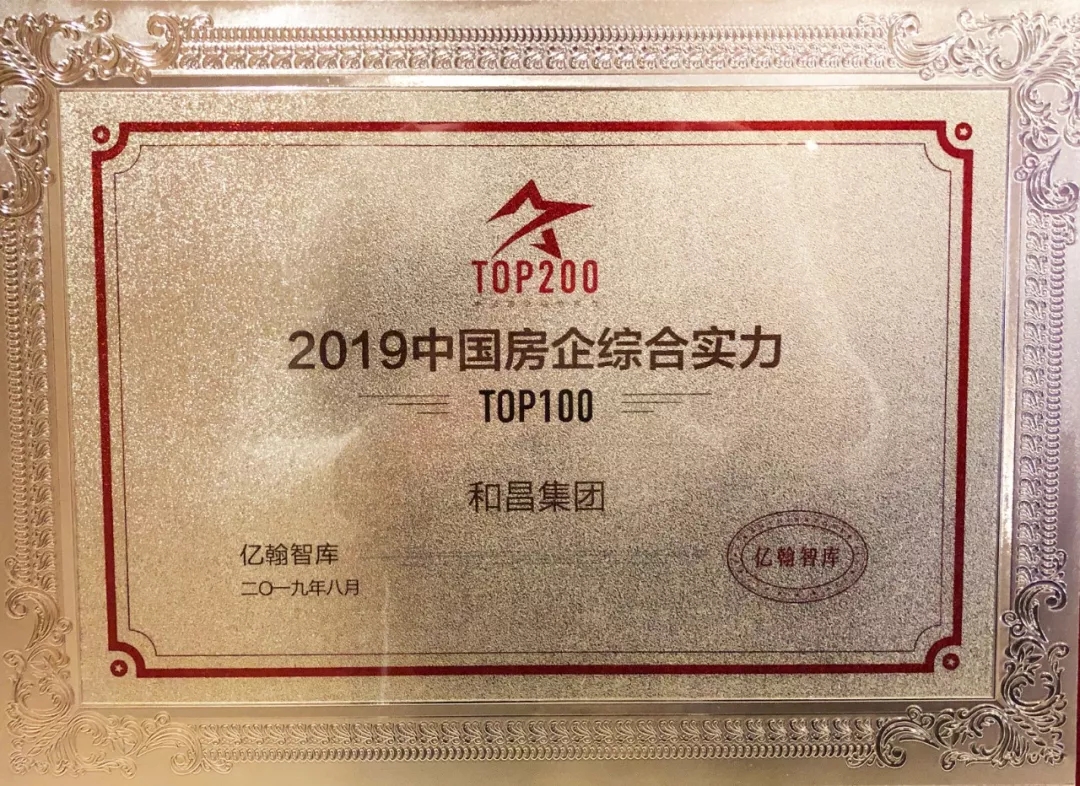 TOP200
2019中国房企综合实力
TOP100
和昌集团
亿翰智库
二〇一九年八月
亿翰智库